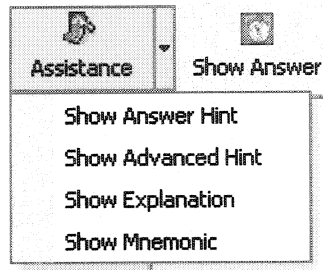 Assistance Show Answer
Show Answer Hint
Show Advanced Hint
Show Explanation
Show Mnemonic